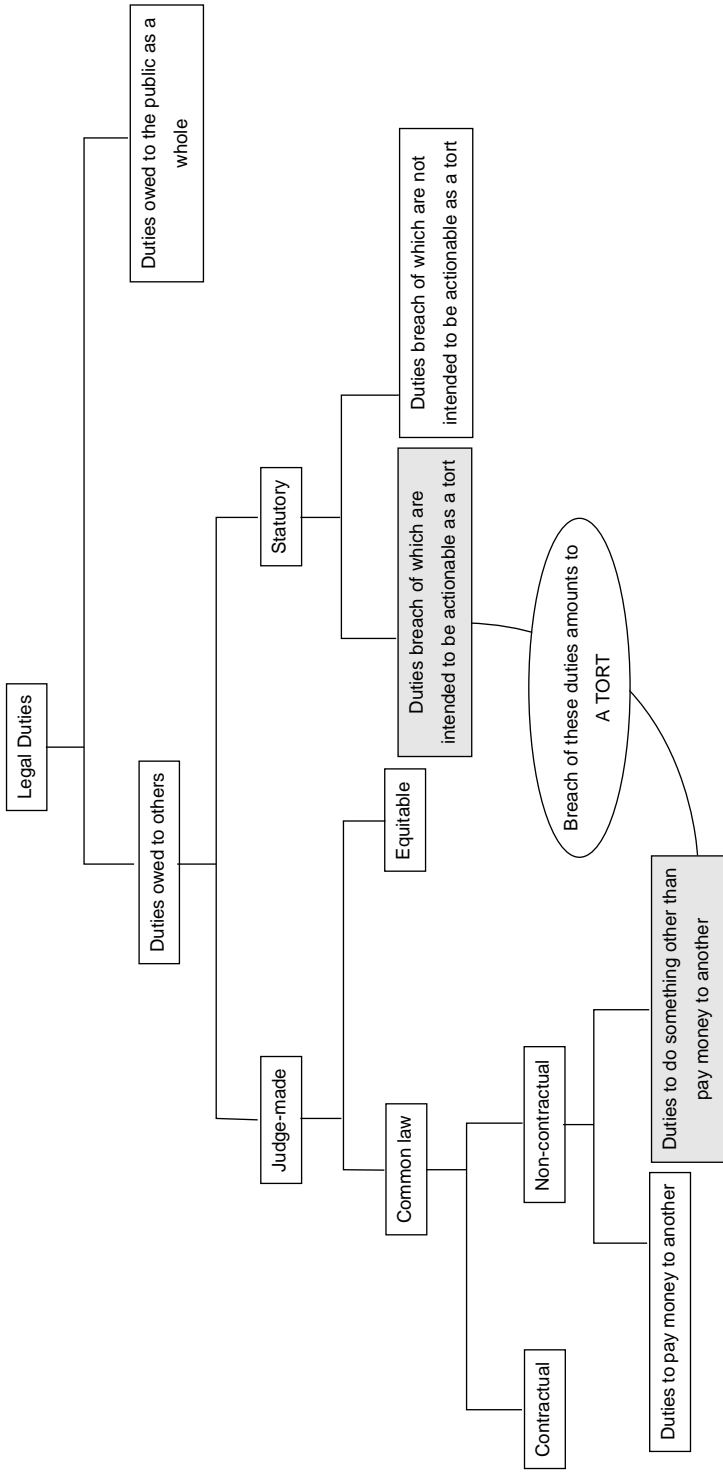 Legal Duties
Duties owed to others
Duties owed to the public as a
whole
Judge-made
Statutory
Common law
Equitable
Duties breach of which are
intended to be actionable as a tort
Duties breach of which are not
intended to be actionable as a tort
Contractual
Non-contractual
Breach of these duties amounts to
A TORT
Duties to pay money to another
Duties to do something other than
pay money to another